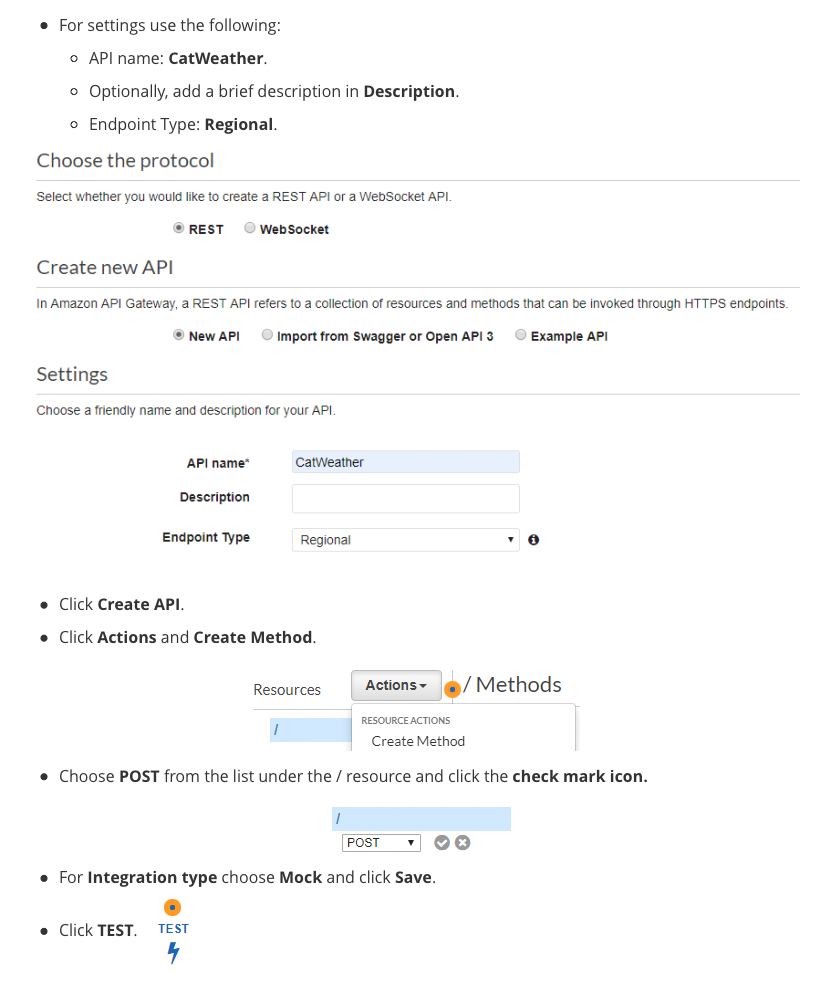 For settings use the following:
API name: CatWeather.
Optionally, add a brief description in Description.
Endpoint Type: Regional.
Choose the protocol
Select whether you would like to create a REST API or a WebSocket API.
REST WebSocket
Create new API
In Amazon API Gateway, a REST API refers to a collection of resources and methods that can be invoked through HTTPS endpoints.
New API Import from Swagger or Open API 3 Example API
Settings
Choose a friendly name and description for your API.
API name* CatWeather
Description
Endpoint Type Regional
Click Create API.
Click Actions and Create Method.
Resources Actions / Methods
/ RESOURCE ACTIONS
Create Method
Choose POST from the list under the / resource and click the check mark icon.
/
POST
For Integration type choose Mock and click Save.
Click TEST. TEST